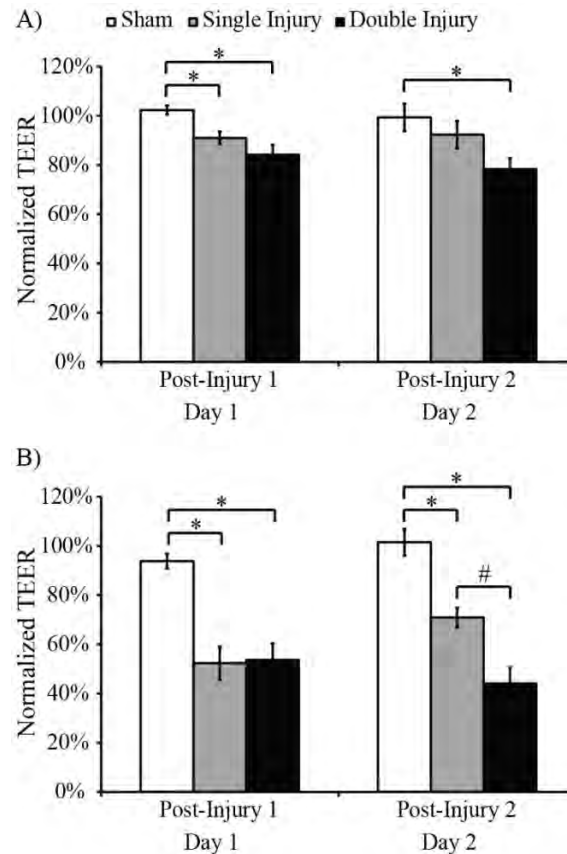 A) Sham Single Injury Double Injury
120%
* *
100%
80%
60%
40%
20%
0%
Normalized TEER
*
Post-Injury 1 Post-Injury 2
Day 1 Day 2
B)
120%
* *
100%
80%
60%
40%
20%
0%
Normalized TEER
* *
#
Post-Injury 1 Post-Injury 2
Day 1 Day 2